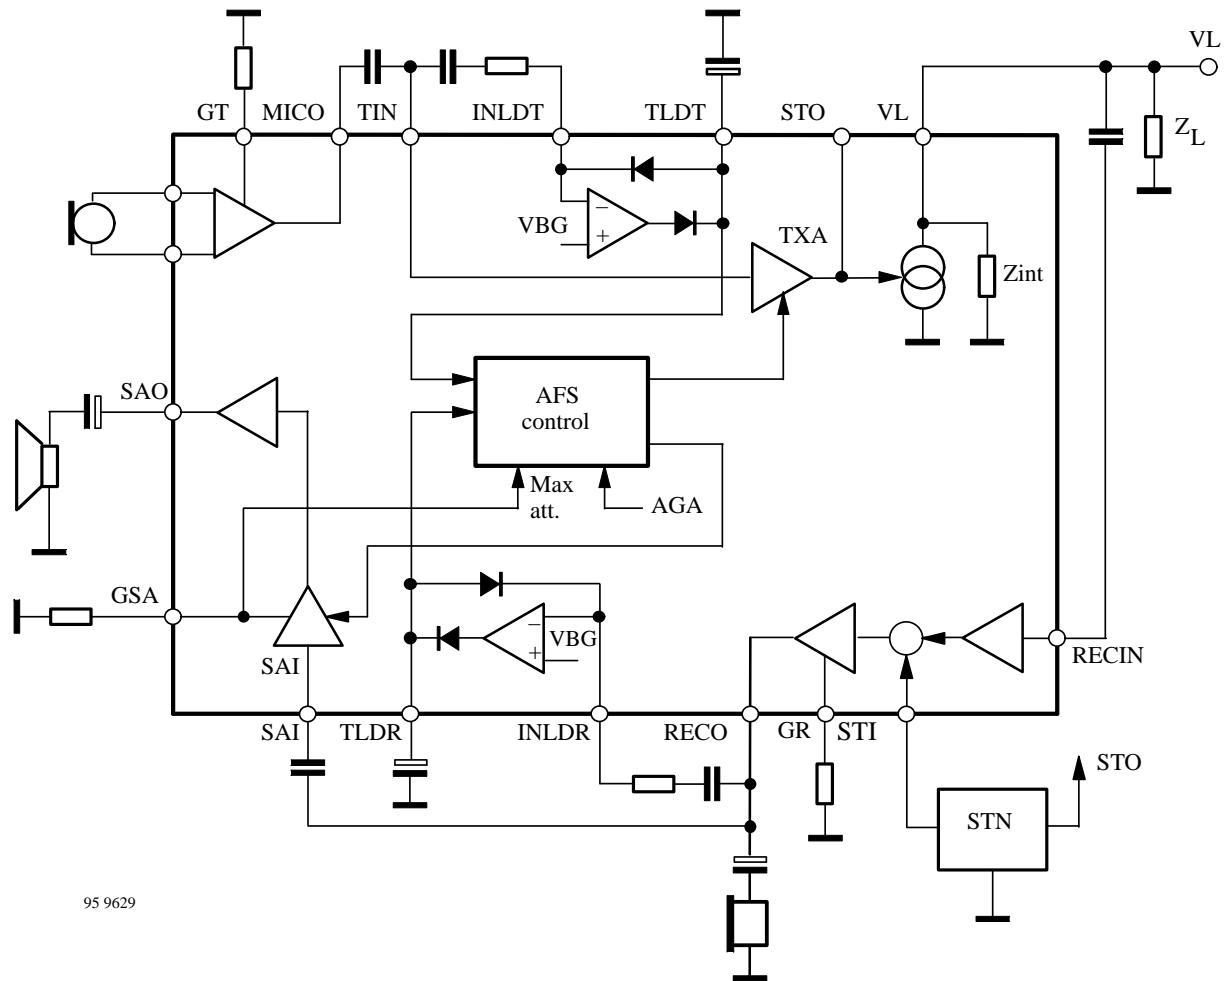 VL
GT MICO TIN INLDT TLDT STO VL
Z_L
−
VBG
+
TXA
Zint
SAO
AFS
control
Max
att.
AGA
GSA
−
VBG
+
SAI
RECIN
SAI TLDR INLDR RECO GR STI
STO
STN
95 9629